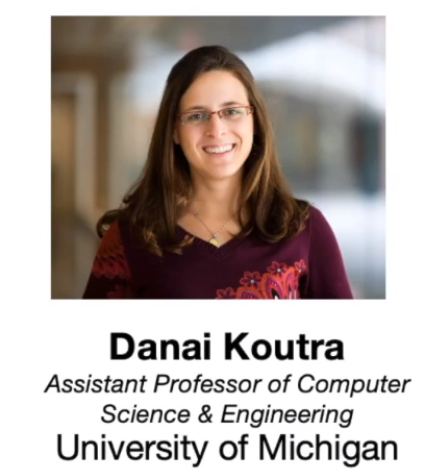 Danai Koutra
Assistant Professor of Computer
Science & Engineering
University of Michigan